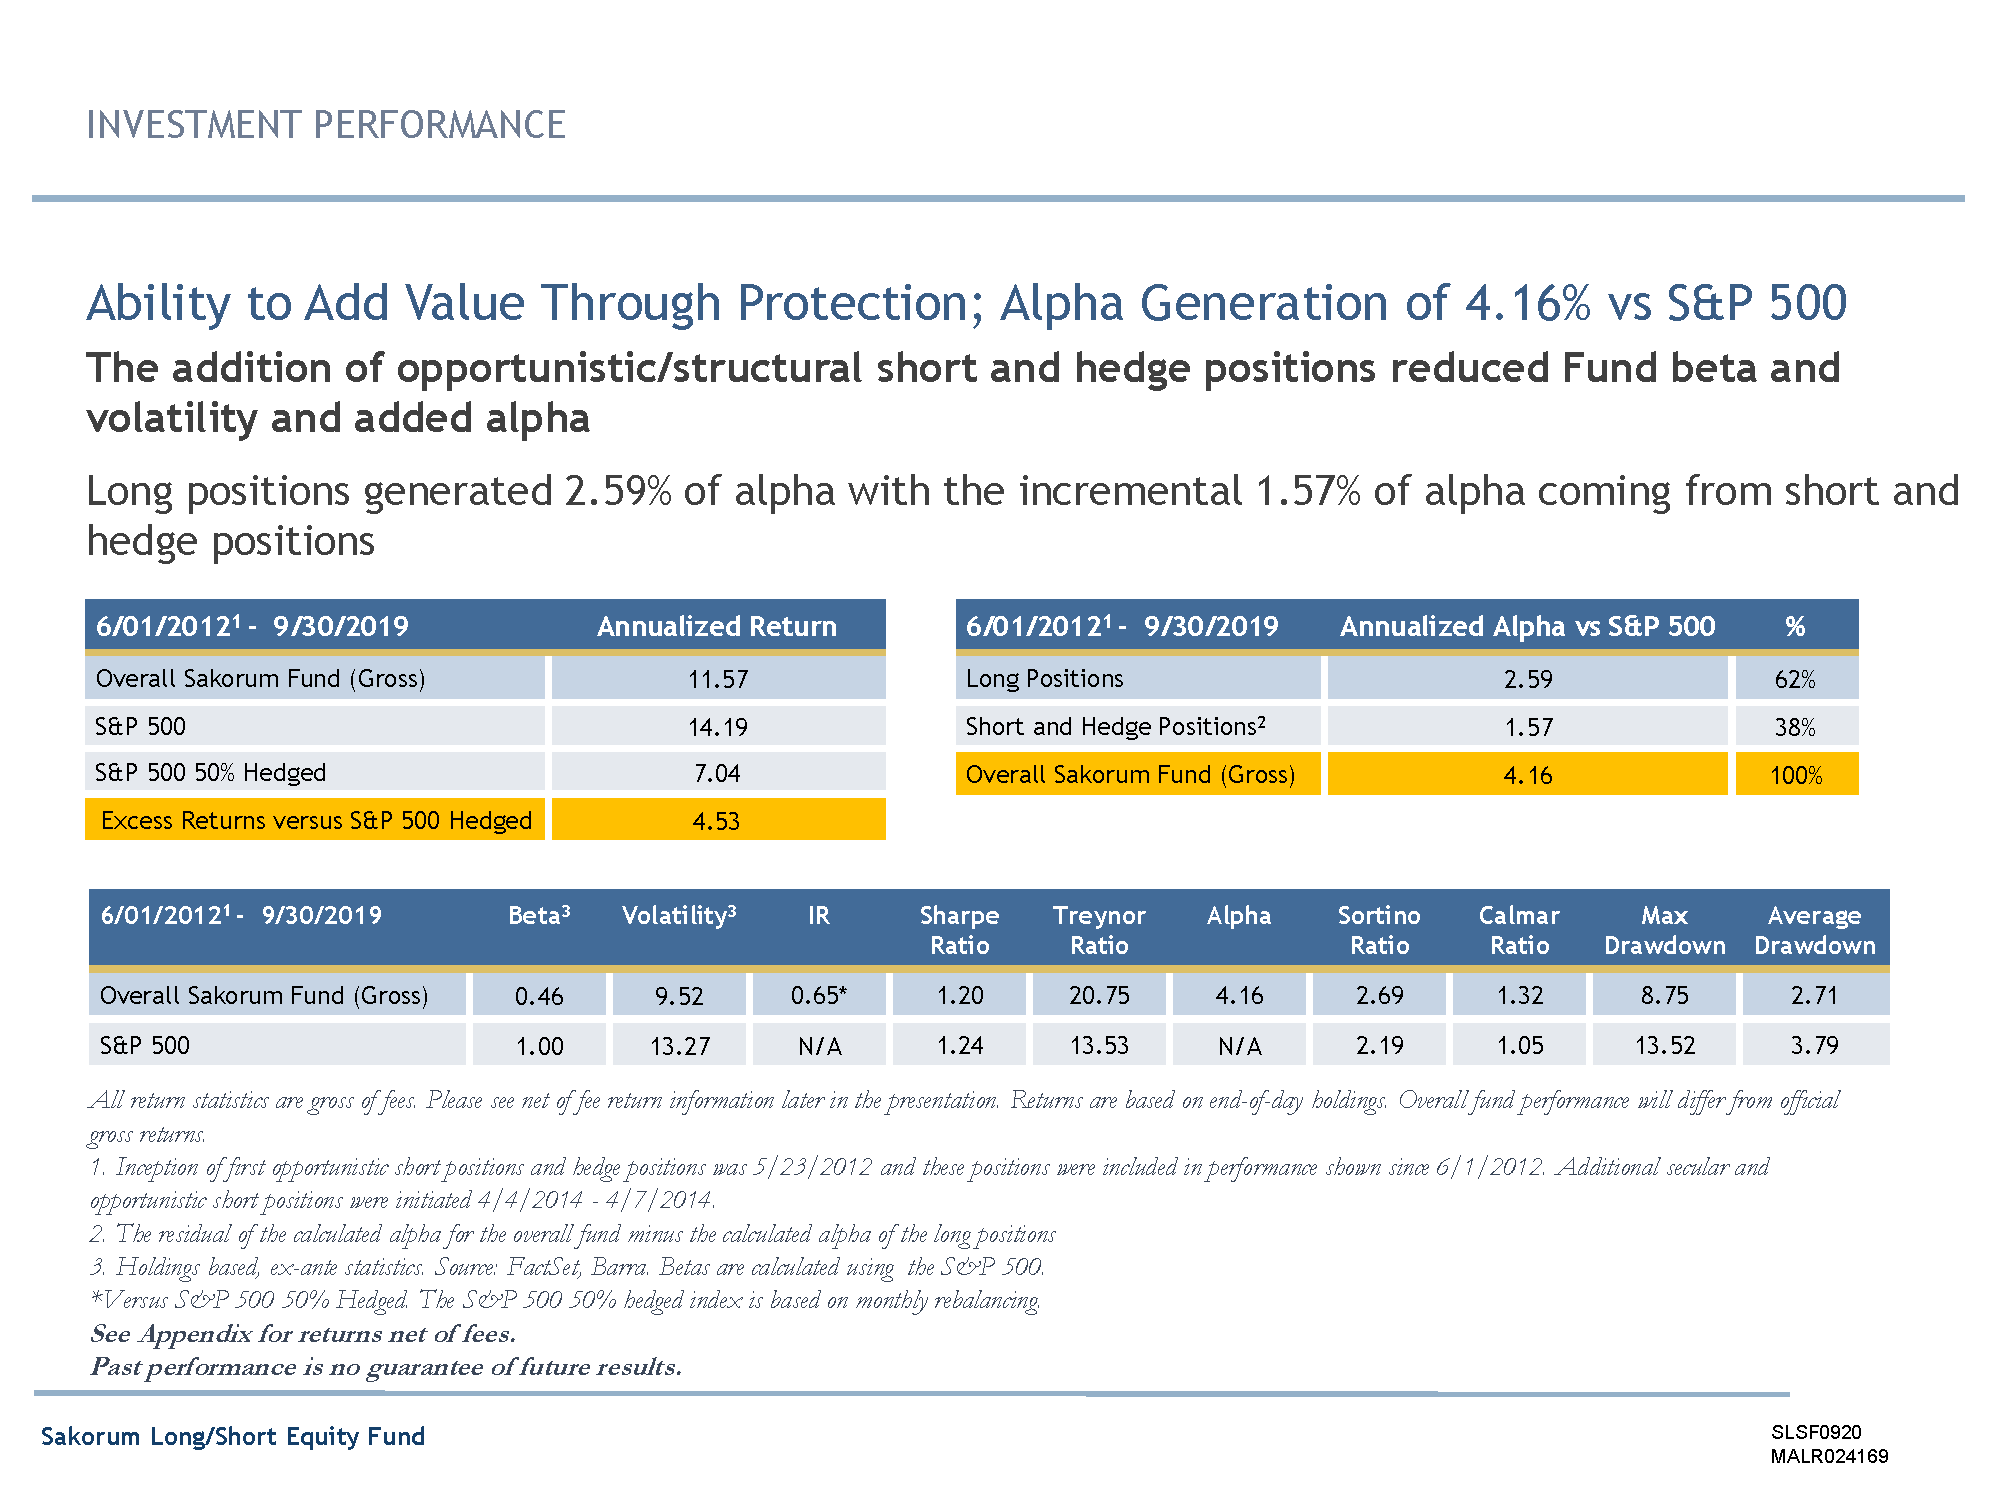 INVESTMENT PERFORMANCE
Ability to Add Value Through Protection; Alpha Generation of 4.16% vs S&P 500
The addition of opportunistic/structural short and hedge positions reduced Fund beta and
volatility and added alpha
Long positions generated 2.59% of alpha with the incremental 1.57% of alpha coming from short and
hedge positions
6/01/2012¹ - 9/30/2019 Annualized Return
Overall Sakorum Fund (Gross) 11.57
S&P 500 14.19
S&P 500 50% Hedged 7.04
Excess Returns versus S&P 500 Hedged 4.53
6/01/2012¹ - 9/30/2019 Annualized Alpha vs S&P 500 %
Long Positions 2.59 62%
Short and Hedge Positions² 1.57 38%
Overall Sakorum Fund (Gross) 4.16 100%
6/01/2012¹ - 9/30/2019 Beta³ Volatility³ IR Sharpe Treynor Alpha Sortino Calmar Max Average
Ratio Ratio Ratio Ratio Drawdown Drawdown
Overall Sakorum Fund (Gross) 0.46 9.52 0.65* 1.20 20.75 4.16 2.69 1.32 8.75 2.71
S&P 500 1.00 13.27 N/A 1.24 13.53 N/A 2.19 1.05 13.52 3.79
All return statistics are gross of fees. Please see net of fee return information later in the presentation. Returns are based on end-of-day holdings. Overall fund performance will differ from official
gross returns.
1. Inception of first opportunistic short positions and hedge positions was 5/23/2012 and these positions were included in performance shown since 6/1/2012. Additional secular and
opportunistic short positions were initiated 4/4/2014 - 4/7/2014.
2. The residual of the calculated alpha for the overall fund minus the calculated alpha of the long positions
3. Holdings based, ex-ante statistics. Source: FactSet, Barra. Betas are calculated using the S&P 500.
*Versus S&P 500 50% Hedged. The S&P 500 50% hedged index is based on monthly rebalancing.
See Appendix for returns net of fees.
Past performance is no guarantee of future results.
Sakorum Long/Short Equity Fund
SLSF0920
MALR024169